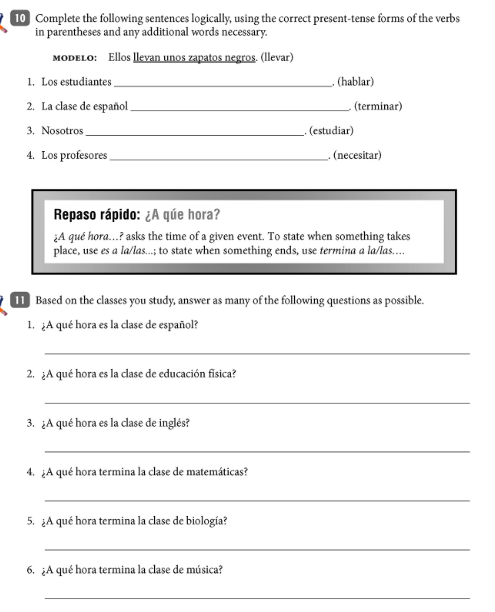 10 Complete the following sentences logically, using the correct present-tense forms of the verbs
in parentheses and any additional words necessary.
MODELO: Ellos llevan unos zapatos negros. (llevar)
1. Los estudiantes ______. (hablar)
2. La clase de español ______. (terminar)
3. Nosotros ______. (estudiar)
4. Los profesores ______. (necesitar)
Repaso rápido: ¿A qúe hora?
¿A qué hora…? asks the time of a given event. To state when something takes
place, use es a la/las...; to state when something ends, use termina a la/las….
11 Based on the classes you study, answer as many of the following questions as possible.
1. ¿A qué hora es la clase de español?
2. ¿A qué hora es la clase de educación física?
3. ¿A qué hora es la clase de inglés?
4. ¿A qué hora termina la clase de matemáticas?
5. ¿A qué hora termina la clase de biología?
6. ¿A qué hora termina la clase de música?